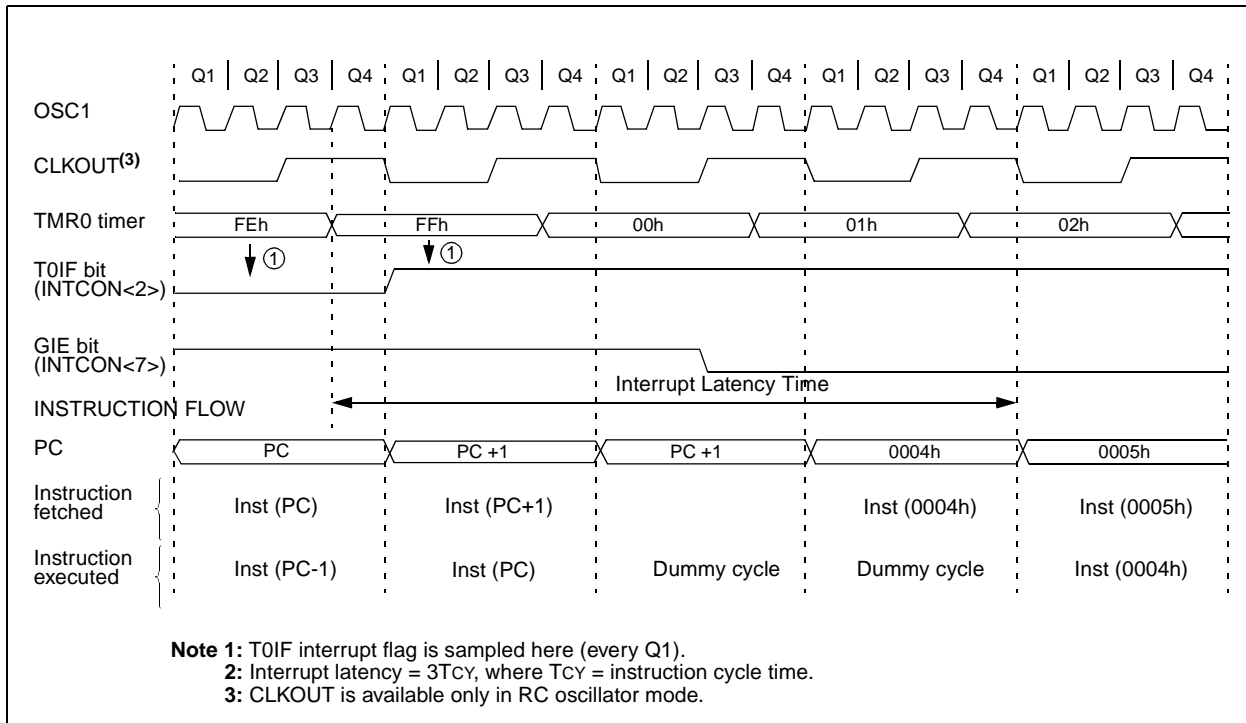 Q1 Q2 Q3 Q4 Q1 Q2 Q3 Q4 Q1 Q2 Q3 Q4 Q1 Q2 Q3 Q4 Q1 Q2 Q3 Q4
OSC1
CLKOUT(3)
TMR0 timer FEh FFh 00h 01h 02h
1 1
T0IF bit
(INTCON<2>)
GIE bit
(INTCON<7>)
Interrupt Latency Time
INSTRUCTION FLOW
PC PC PC +1 PC +1 0004h 0005h
Instruction
fetched
Inst (PC) Inst (PC+1) Inst (0004h) Inst (0005h)
Instruction
executed
Inst (PC-1) Inst (PC) Dummy cycle Dummy cycle Inst (0004h)
Note 1: T0IF interrupt flag is sampled here (every Q1).
2: Interrupt latency = 3TCY, where TCY = instruction cycle time.
3: CLKOUT is available only in RC oscillator mode.